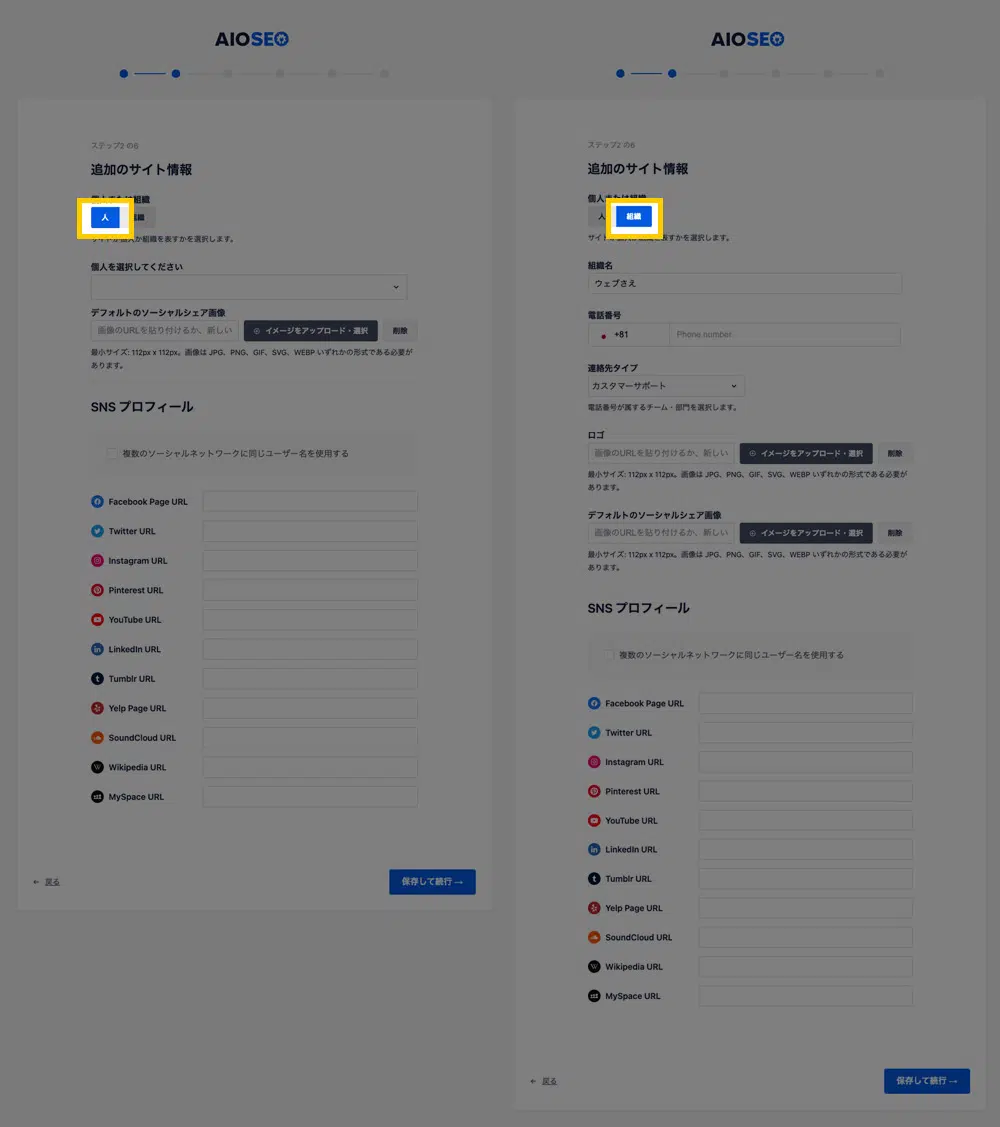 AIOSEO
ステップ2 の6
追加のサイト情報
個人または組織
人
組織
サイトが個人か組織を表すかを選択します。
個人を選択してください
デフォルトのソーシャルシェア画像
画像のURLを貼り付けるか、新しい
イメージをアップロード・選択
削除
最小サイズ: 112px x 112px。画像は JPG、PNG、GIF、SVG、WEBP いずれかの形式である必要が
あります。
SNS プロフィール
複数のソーシャルネットワークに同じユーザー名を使用する
Facebook Page URL
Twitter URL
Instagram URL
Pinterest URL
YouTube URL
LinkedIn URL
Tumblr URL
Yelp Page URL
SoundCloud URL
Wikipedia URL
MySpace URL
← 戻る
保存して続行 →
AIOSEO
ステップ2 の6
追加のサイト情報
個人または組織
人
組織
サイトが個人か組織を表すかを選択します。
組織名
ウェブさえ
電話番号
+81
Phone number
連絡先タイプ
カスタマーサポート
電話番号が属するチーム・部門を選択します。
ロゴ
画像のURLを貼り付けるか、新しい
イメージをアップロード・選択
削除
最小サイズ: 112px x 112px。画像は JPG、PNG、GIF、SVG、WEBP いずれかの形式である必要が
あります。
デフォルトのソーシャルシェア画像
画像のURLを貼り付けるか、新しい
イメージをアップロード・選択
削除
最小サイズ: 112px x 112px。画像は JPG、PNG、GIF、SVG、WEBP いずれかの形式である必要が
あります。
SNS プロフィール
複数のソーシャルネットワークに同じユーザー名を使用する
Facebook Page URL
Twitter URL
Instagram URL
Pinterest URL
YouTube URL
LinkedIn URL
Tumblr URL
Yelp Page URL
SoundCloud URL
Wikipedia URL
MySpace URL
← 戻る
保存して続行 →